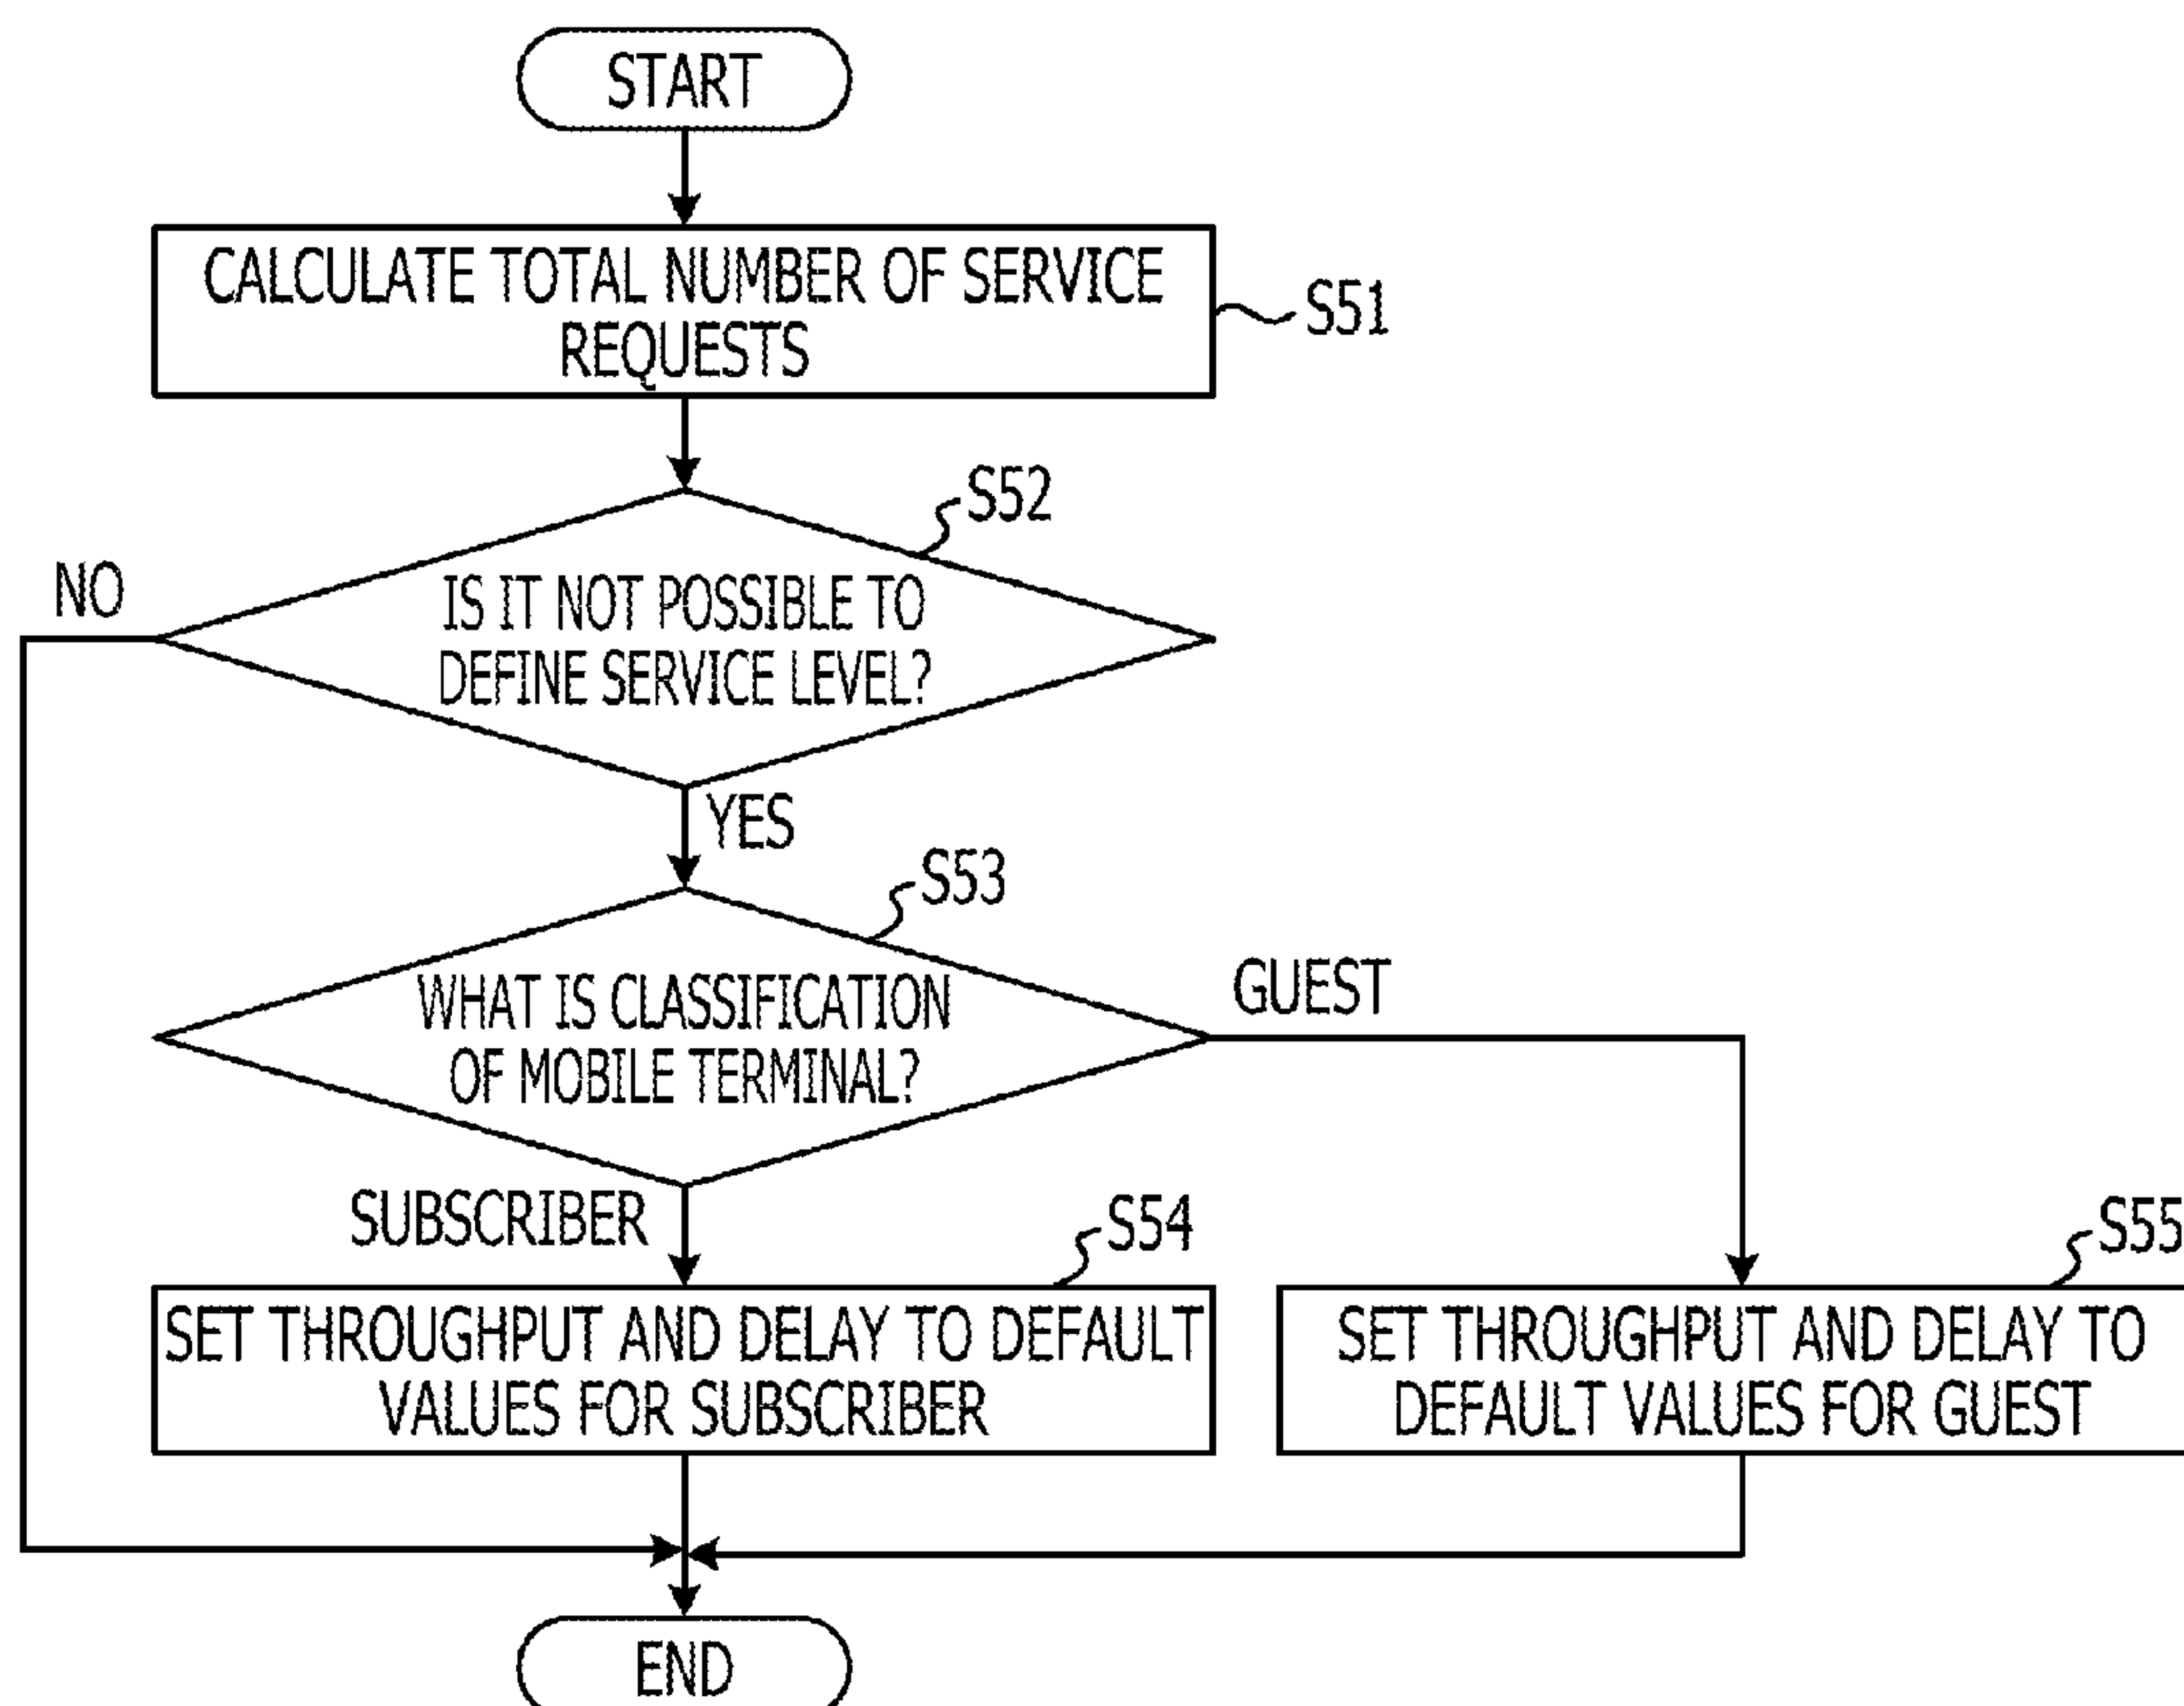 START
CALCULATE TOTAL NUMBER OF SERVICE
REQUESTS
S51
S52
NO
IS IT NOT POSSIBLE TO
DEFINE SERVICE LEVEL?
YES
S53
WHAT IS CLASSIFICATION
OF MOBILE TERMINAL?
GUEST
SUBSCRIBER
S54
S55
SET THROUGHPUT AND DELAY TO DEFAULT
VALUES FOR SUBSCRIBER
SET THROUGHPUT AND DELAY TO
DEFAULT VALUES FOR GUEST
END